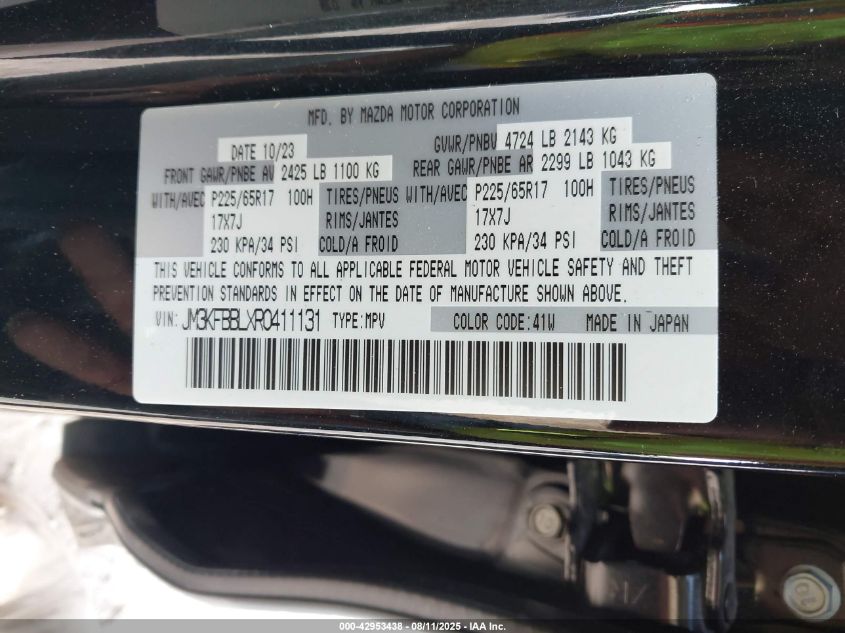 MFD. BY MAZDA MOTOR CORPORATION
DATE 10/23 GVWR/PNBV 4724 LB 2143 KG
FRONT GAWR/PNBE AV 2425 LB 1100 KG REAR GAWR/PNBE AR 2299 LB 1043 KG
WITH/AVEC P225/65R17 100H TIRES/PNEUS WITH/AVEC P225/65R17 100H TIRES/PNEUS
17X7J RIMS/JANTES 17X7J RIMS/JANTES
230 KPA/34 PSI COLD/A FROID 230 KPA/34 PSI COLD/A FROID
THIS VEHICLE CONFORMS TO ALL APPLICABLE FEDERAL MOTOR VEHICLE SAFETY AND THEFT
PREVENTION STANDARDS IN EFFECT ON THE DATE OF MANUFACTURE SHOWN ABOVE.
VIN: JM3KFBBLXR0411131 TYPE:MPV COLOR CODE:41W MADE IN JAPAN
000-42953438 - 08/11/2025 - IAA Inc.